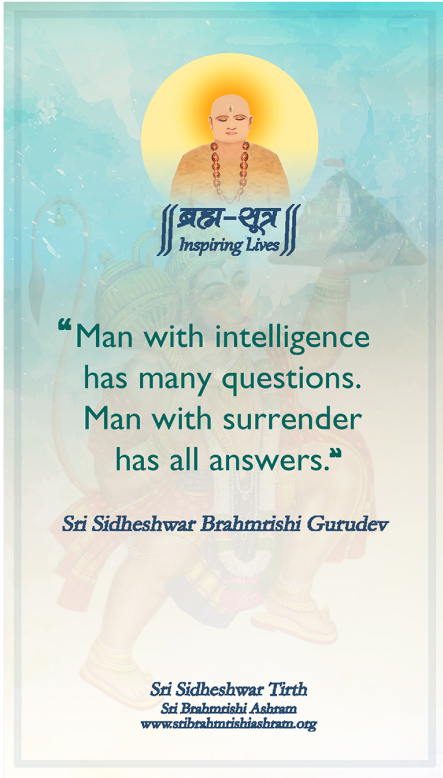 ब्रह्म-सूत्र
Inspiring Lives
“Man with intelligence
has many questions.
Man with surrender
has all answers.”
Sri Sidheshwar Brahmrishi Gurudev
Sri Sidheshwar Tirth
Sri Brahmrishi Ashram
www.sribrahmrishiashram.org